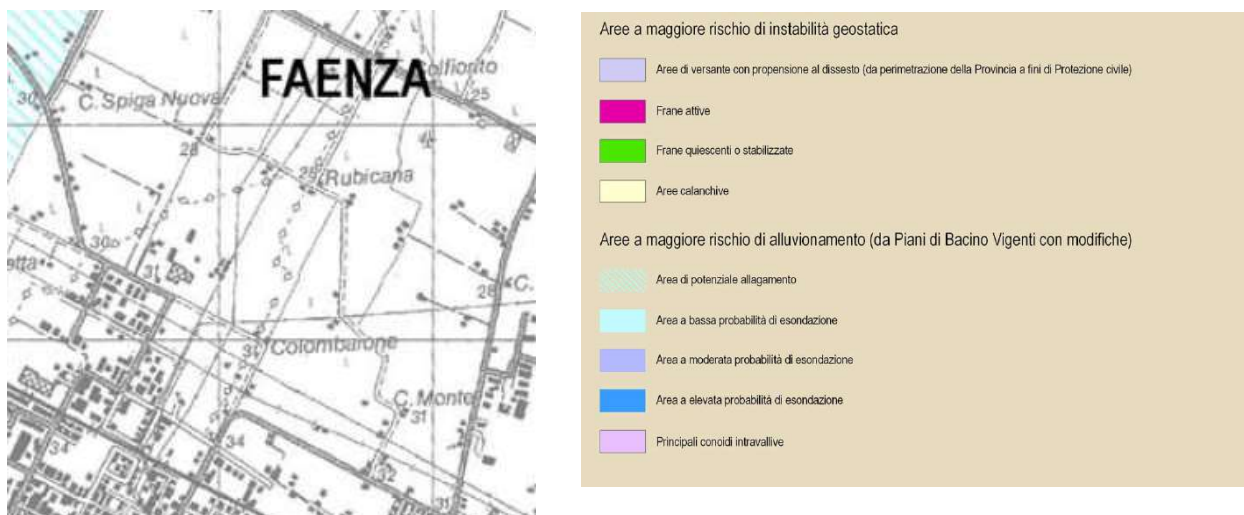 FAENZA
Colfiorito
25
30
C. Spiga Nuova
28
29
Rubicana
30
31
28
C.
31
Colombarone
C. Monte
31
34
34
32
31
Aree a maggiore rischio di instabilità geostatica
Aree di versante con propensione al dissesto (da perimetrazione della Provincia a fini di Protezione civile)
Frane attive
Frane quiescenti o stabilizzate
Aree calanchive
Aree a maggiore rischio di alluvionamento (da Piani di Bacino Vigenti con modifiche)
Area di potenziale allagamento
Area a bassa probabilità di esondazione
Area a moderata probabilità di esondazione
Area a elevata probabilità di esondazione
Principali conoidi intravallive